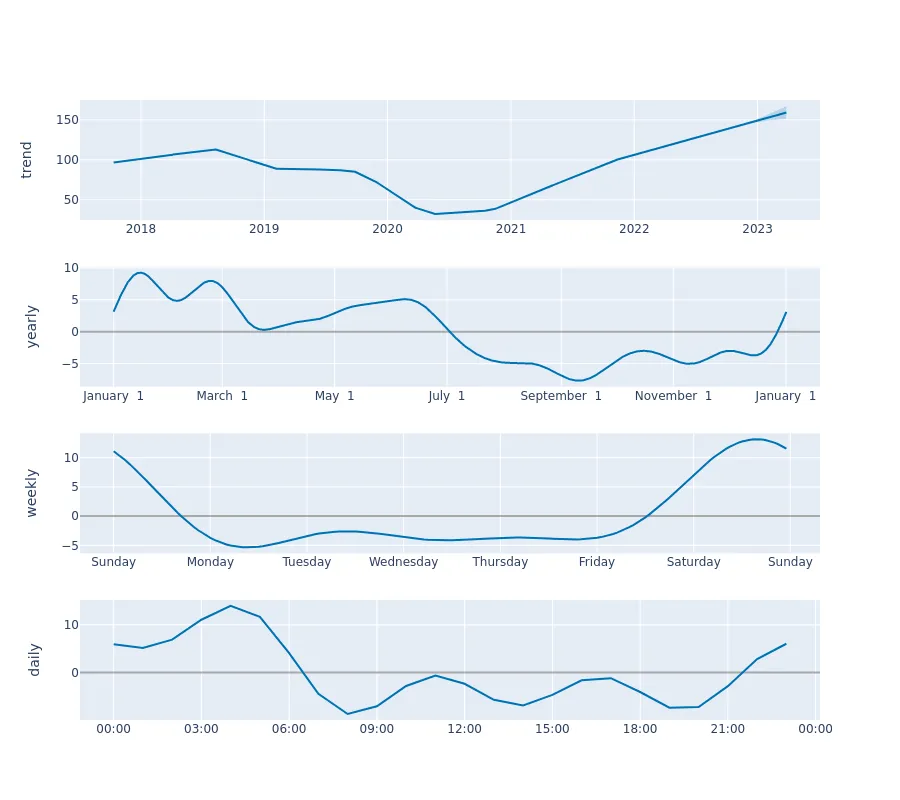 trend
150
100
50
2018 2019 2020 2021 2022 2023
yearly
10
5
0
−5
January 1 March 1 May 1 July 1 September 1 November 1 January 1
weekly
10
5
0
−5
Sunday Monday Tuesday Wednesday Thursday Friday Saturday Sunday
daily
10
0
00:00 03:00 06:00 09:00 12:00 15:00 18:00 21:00 00:00